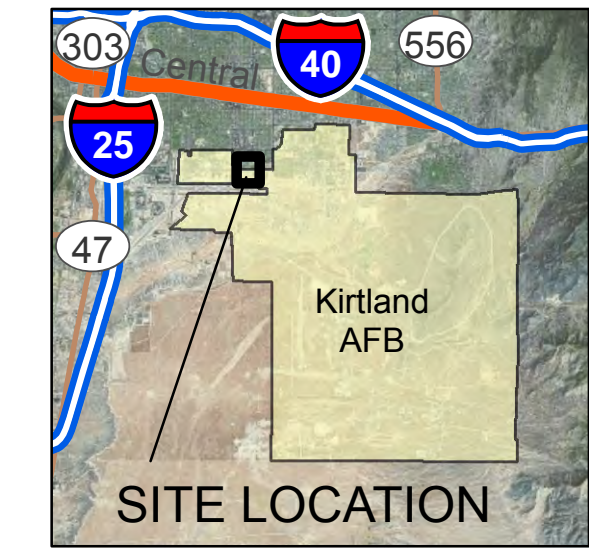 303
Central
40
556
25
47
Kirtland
AFB
SITE LOCATION